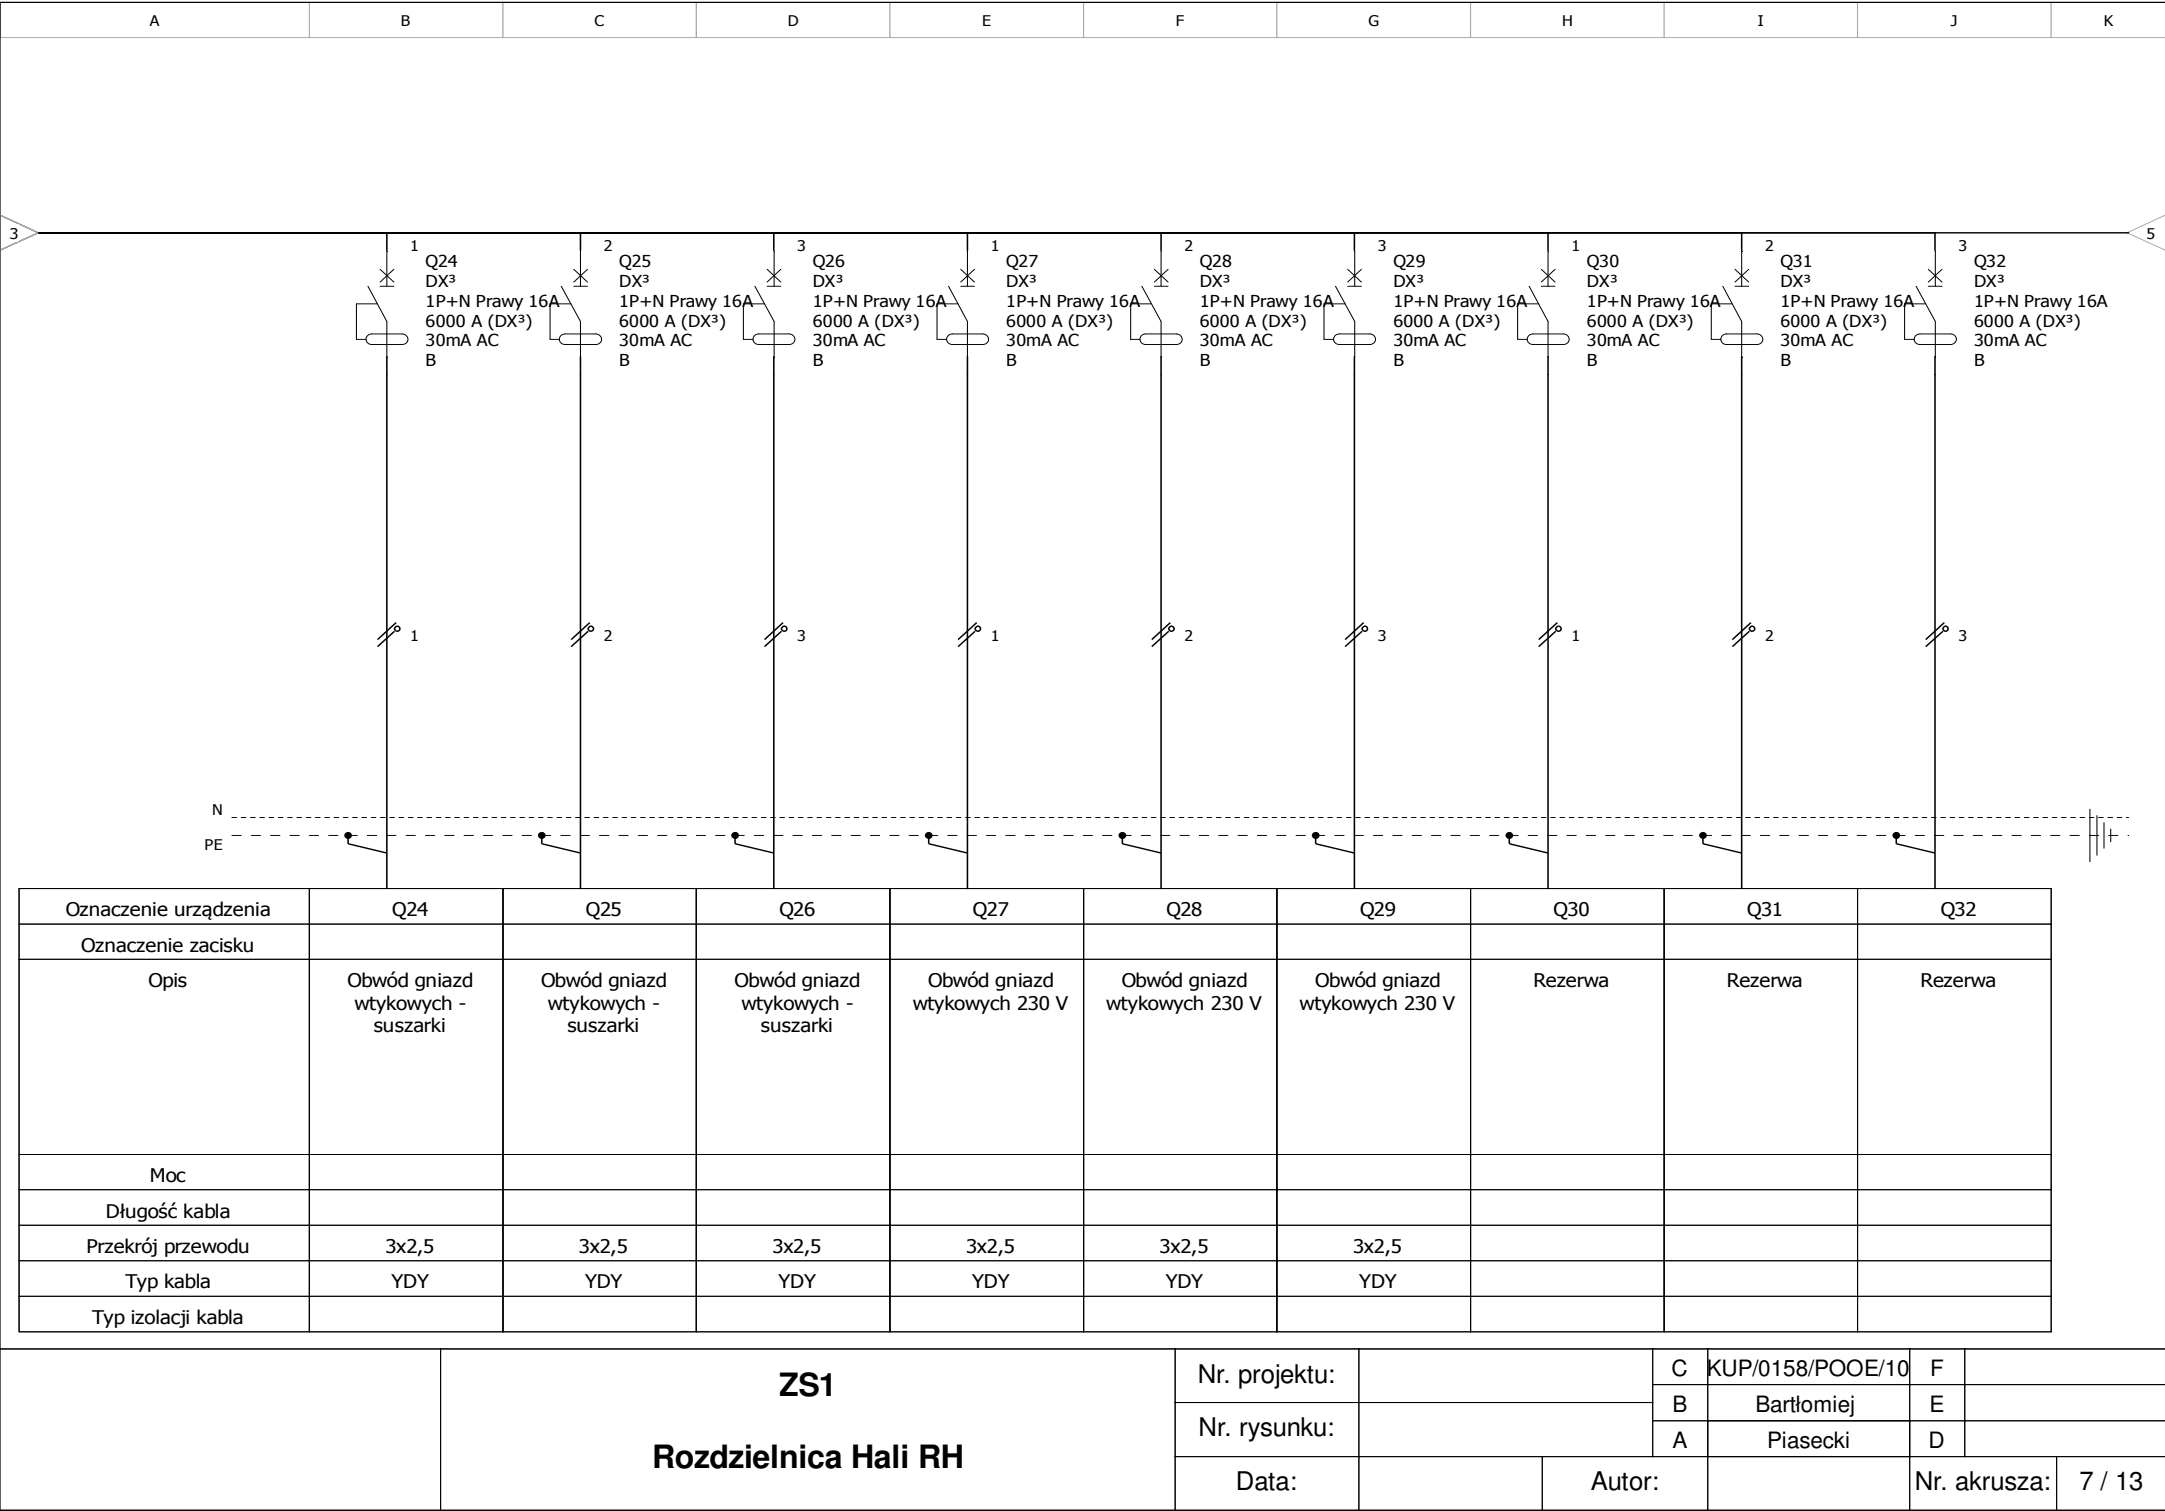 A B C D E F G H I J K
3 5
1 2 3 1 2 3 1 2 3
Q24 Q25 Q26 Q27 Q28 Q29 Q30 Q31 Q32
DX³ DX³ DX³ DX³ DX³ DX³ DX³ DX³ DX³
1P+N Prawy 16A 1P+N Prawy 16A 1P+N Prawy 16A 1P+N Prawy 16A 1P+N Prawy 16A 1P+N Prawy 16A 1P+N Prawy 16A 1P+N Prawy 16A 1P+N Prawy 16A
6000 A (DX³) 6000 A (DX³) 6000 A (DX³) 6000 A (DX³) 6000 A (DX³) 6000 A (DX³) 6000 A (DX³) 6000 A (DX³) 6000 A (DX³)
30mA AC 30mA AC 30mA AC 30mA AC 30mA AC 30mA AC 30mA AC 30mA AC 30mA AC
B B B B B B B B B
1 2 3 1 2 3 1 2 3
N
PE
Oznaczenie urządzenia Q24 Q25 Q26 Q27 Q28 Q29 Q30 Q31 Q32
Oznaczenie zacisku
Opis Obwód gniazd Obwód gniazd Obwód gniazd Obwód gniazd Obwód gniazd Obwód gniazd Rezerwa Rezerwa Rezerwa
wtykowych - wtykowych - wtykowych - wtykowych 230 V wtykowych 230 V wtykowych 230 V
suszarki suszarki suszarki
Moc
Długość kabla
Przekrój przewodu 3x2,5 3x2,5 3x2,5 3x2,5 3x2,5 3x2,5
Typ kabla YDY YDY YDY YDY YDY YDY
Typ izolacji kabla
ZS1
Rozdzielnica Hali RH
Nr. projektu:
Nr. rysunku:
Data: Autor:
C KUP/0158/POOE/10 F
B Bartłomiej E
A Piasecki D
Nr. akrusza: 7 / 13